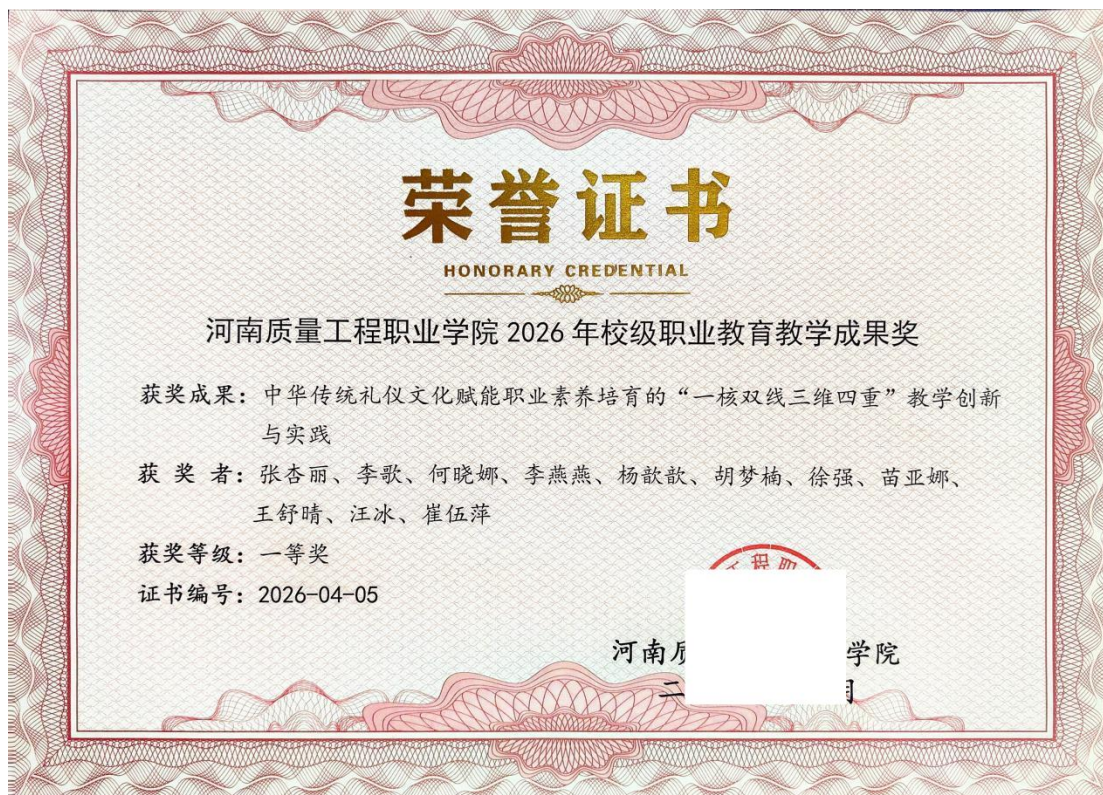 荣誉证书
HONORARY CREDENTIAL
河南质量工程职业学院 2026 年校级职业教育教学成果奖
获奖成果：中华传统礼仪文化赋能职业素养培育的“一核双线三维四重”教学创新
与实践
获 奖 者：张杏丽、李歌、何晓娜、李燕燕、杨歆歆、胡梦楠、徐强、苗亚娜、
王舒晴、汪冰、崔伍萍
获奖等级：一等奖
证书编号：2026-04-05
工程职
河南质 学院
二 月